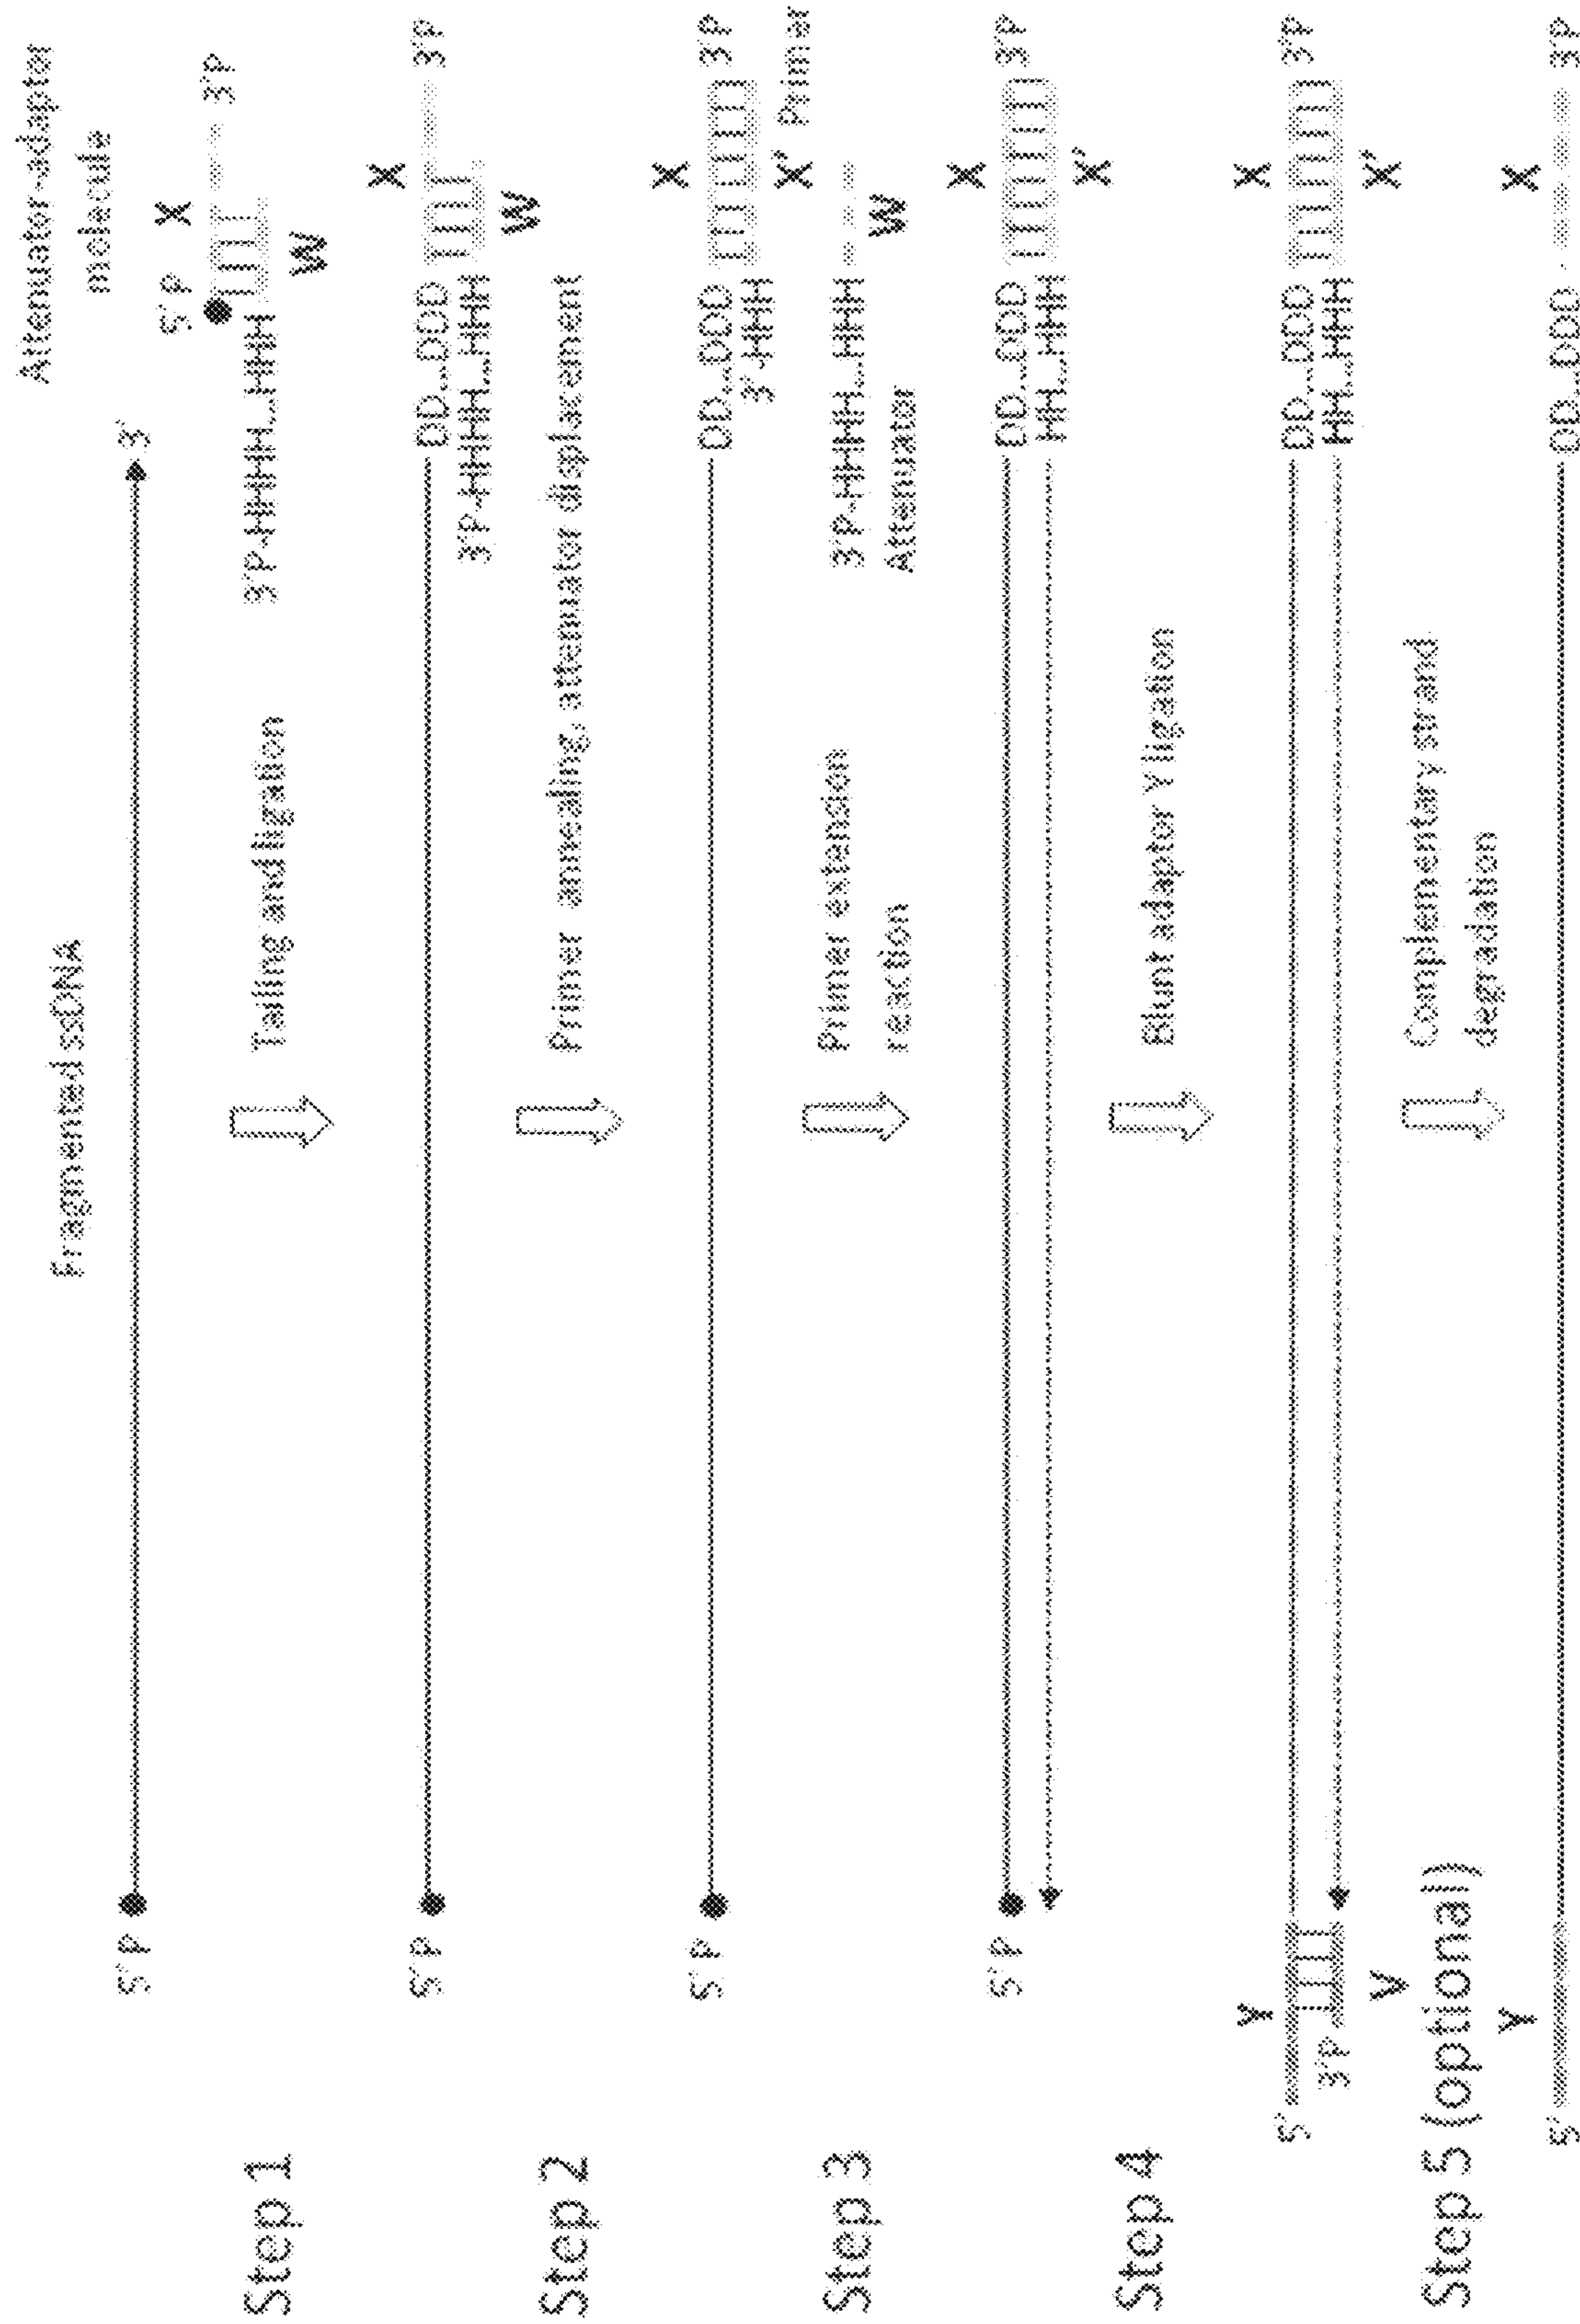 Fragmented ssDNA
Attenuator-adapter
molecule
5' P
3'
5' P
X
3'P
3'P-HHHH...HHH
W
Step 1
Tailing and ligation
5' P
DD...DDD
X
3'P
3'P-HHHH...HHH
W
Step 2
Primer annealing, attenuator displacement
5' P
DD...DDD
X
3'P
3'-HHH
X' Primer
3'P-HHHH...HHH
W
Attenuator
Step 3
Primer extension
reaction
5' P
DD...DDD
X
3'P
HH...HHH
X'
Step 4
Blunt adaptor Y ligation
Y
5'
3'P
V
DD...DDD
X
3'P
HH...HHH
X'
Step 5 (optional)
Complementary strand
degradation
Y
5'
DD...DDD
X
3'P